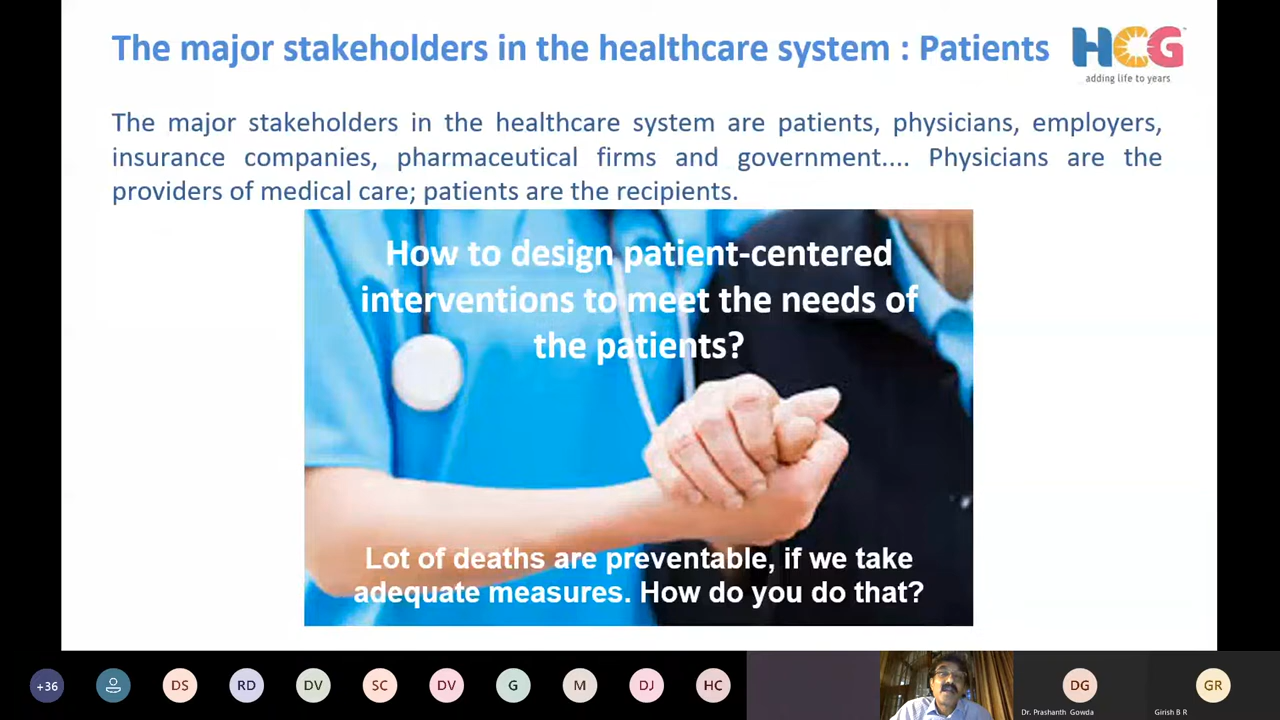 The major stakeholders in the healthcare system : Patients
HCG
adding life to years
The major stakeholders in the healthcare system are patients, physicians, employers,
insurance companies, pharmaceutical firms and government.... Physicians are the
providers of medical care; patients are the recipients.
How to design patient-centered
interventions to meet the needs of
the patients?
Lot of deaths are preventable, if we take
adequate measures. How do you do that?
+36
DS
RD
DV
SC
DV
G
M
DJ
HC
DG
GR
Dr. Prashanth Gowda
Girish B R